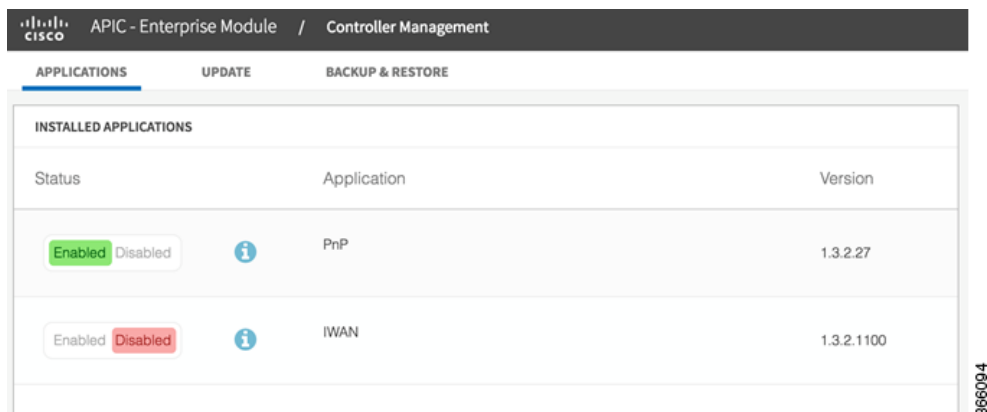 CISCO APIC - Enterprise Module / Controller Management
APPLICATIONS UPDATE BACKUP & RESTORE
INSTALLED APPLICATIONS
Status Application Version
Enabled Disabled PnP 1.3.2.27
Enabled Disabled IWAN 1.3.2.1100
366094